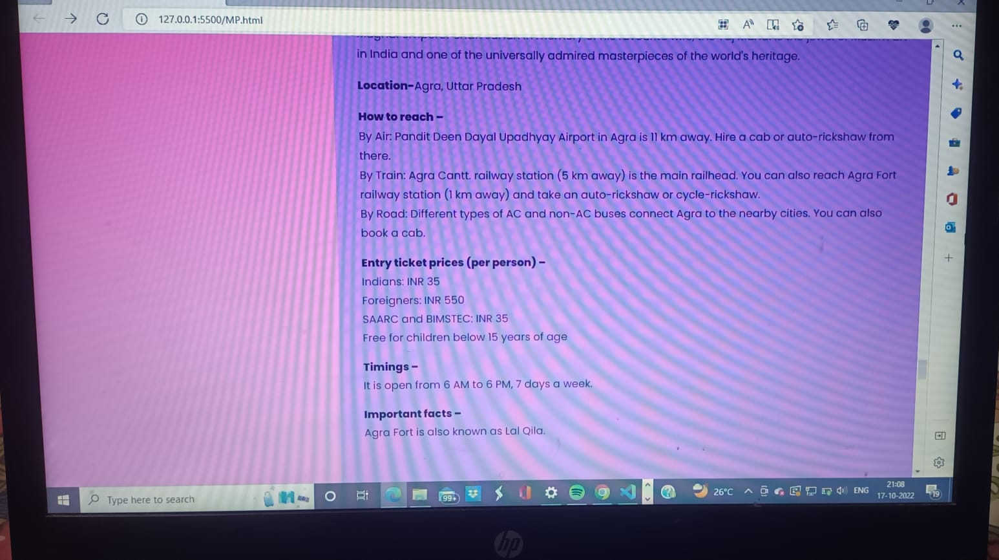 127.0.0.1:5500/MP.html
in India and one of the universally admired masterpieces of the world's heritage.
Location-Agra, Uttar Pradesh
How to reach –
By Air: Pandit Deen Dayal Upadhyay Airport in Agra is 11 km away. Hire a cab or auto-rickshaw from
there.
By Train: Agra Cantt. railway station (5 km away) is the main railhead. You can also reach Agra Fort
railway station (1 km away) and take an auto-rickshaw or cycle-rickshaw.
By Road: Different types of AC and non-AC buses connect Agra to the nearby cities. You can also
book a cab.
Entry ticket prices (per person) –
Indians: INR 35
Foreigners: INR 550
SAARC and BIMSTEC: INR 35
Free for children below 15 years of age
Timings –
It is open from 6 AM to 6 PM, 7 days a week.
Important facts –
Agra Fort is also known as Lal Qila.
Type here to search
99+
26°C
ENG
21:08
17-10-2022
19
hp